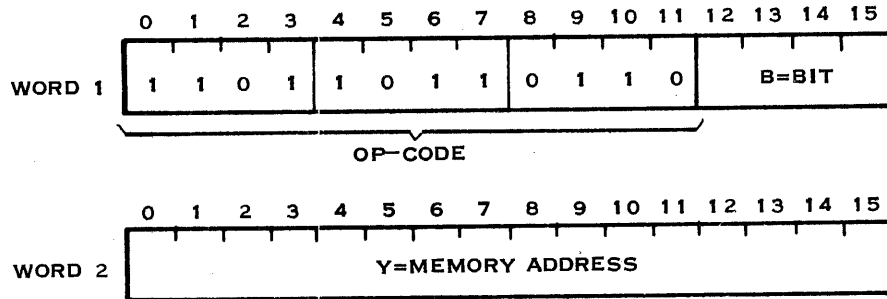 0 1 2 3 4 5 6 7 8 9 10 11 12 13 14 15
WORD 1 1 1 0 1 1 0 1 1 0 1 1 0 B=BIT
OP-CODE
0 1 2 3 4 5 6 7 8 9 10 11 12 13 14 15
WORD 2 Y=MEMORY ADDRESS